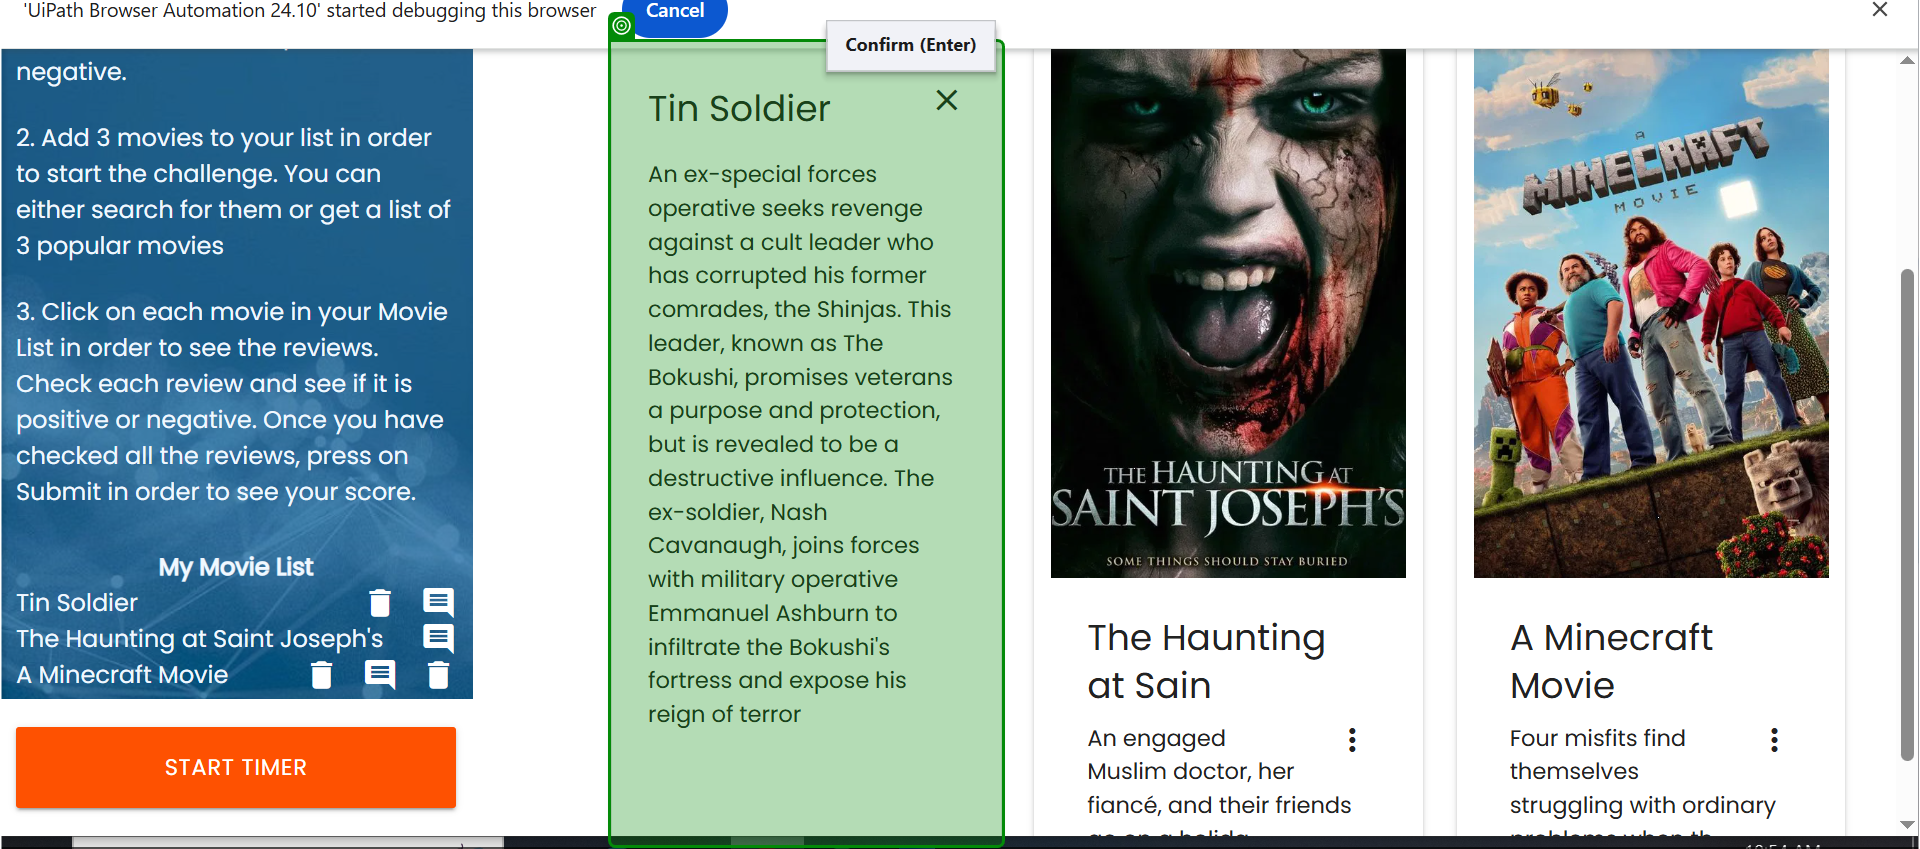 'UiPath Browser Automation 24.10' started debugging this browser
Cancel
Confirm (Enter)
negative.
2. Add 3 movies to your list in order
to start the challenge. You can
either search for them or get a list of
3 popular movies
3. Click on each movie in your Movie
List in order to see the reviews.
Check each review and see if it is
positive or negative. Once you have
checked all the reviews, press on
Submit in order to see your score.
My Movie List
Tin Soldier
The Haunting at Saint Joseph's
A Minecraft Movie
START TIMER
Tin Soldier
An ex-special forces
operative seeks revenge
against a cult leader who
has corrupted his former
comrades, the Shinjas. This
leader, known as The
Bokushi, promises veterans
a purpose and protection,
but is revealed to be a
destructive influence. The
ex-soldier, Nash
Cavanaugh, joins forces
with military operative
Emmanuel Ashburn to
infiltrate the Bokushi's
fortress and expose his
reign of terror
THE HAUNTING AT
SAINT JOSEPH'S
SOME THINGS SHOULD STAY BURIED
The Haunting
at Sain
An engaged
Muslim doctor, her
fiancé, and their friends
go on a holida
A
MINECRAFT
MOVIE
A Minecraft
Movie
Four misfits find
themselves
struggling with ordinary
problems when th